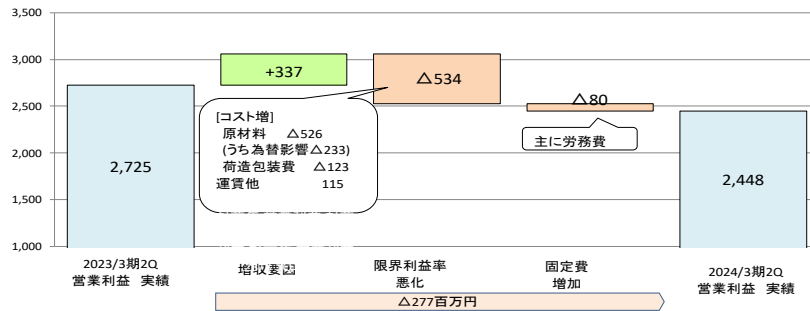 3,500
3,000
2,500
2,000
1,500
1,000
2,725
+337
△534
△80
2,448
[コスト増]
原材料 △526
(うち為替影響△233)
荷造包装費 △123
運賃他 115
主に労務費
2023/3期2Q
営業利益 実績
増収要因
限界利益率
悪化
固定費
増加
2024/3期2Q
営業利益 実績
△277百万円